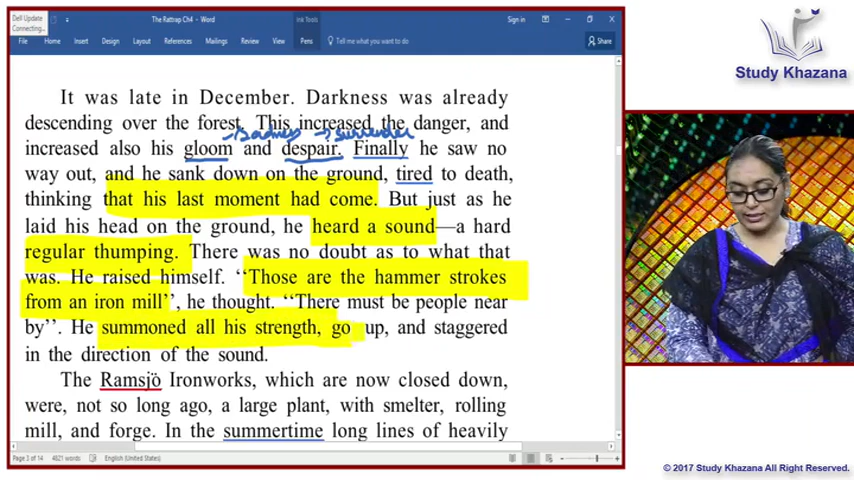 Dell Update
Connecting...
The Rattrap Ch4 - Word
Ink Tools
Sign in
File Home Insert Design Layout References Mailings Review View Pens Tell me what you want to do
Share
Study Khazana
It was late in December. Darkness was already
descending over the forest. This increased the danger, and
→ Sadness → surrender
increased also his gloom and despair. Finally he saw no
way out, and he sank down on the ground, tired to death,
thinking that his last moment had come. But just as he
laid his head on the ground, he heard a sound—a hard
regular thumping. There was no doubt as to what that
was. He raised himself. ‘‘Those are the hammer strokes
from an iron mill’’, he thought. ‘‘There must be people near
by’’. He summoned all his strength, go up, and staggered
in the direction of the sound.
The Ramsjö Ironworks, which are now closed down,
were, not so long ago, a large plant, with smelter, rolling
mill, and forge. In the summertime long lines of heavily
Page 3 of 14 4821 words English (United States)
© 2017 Study Khazana All Right Reserved.